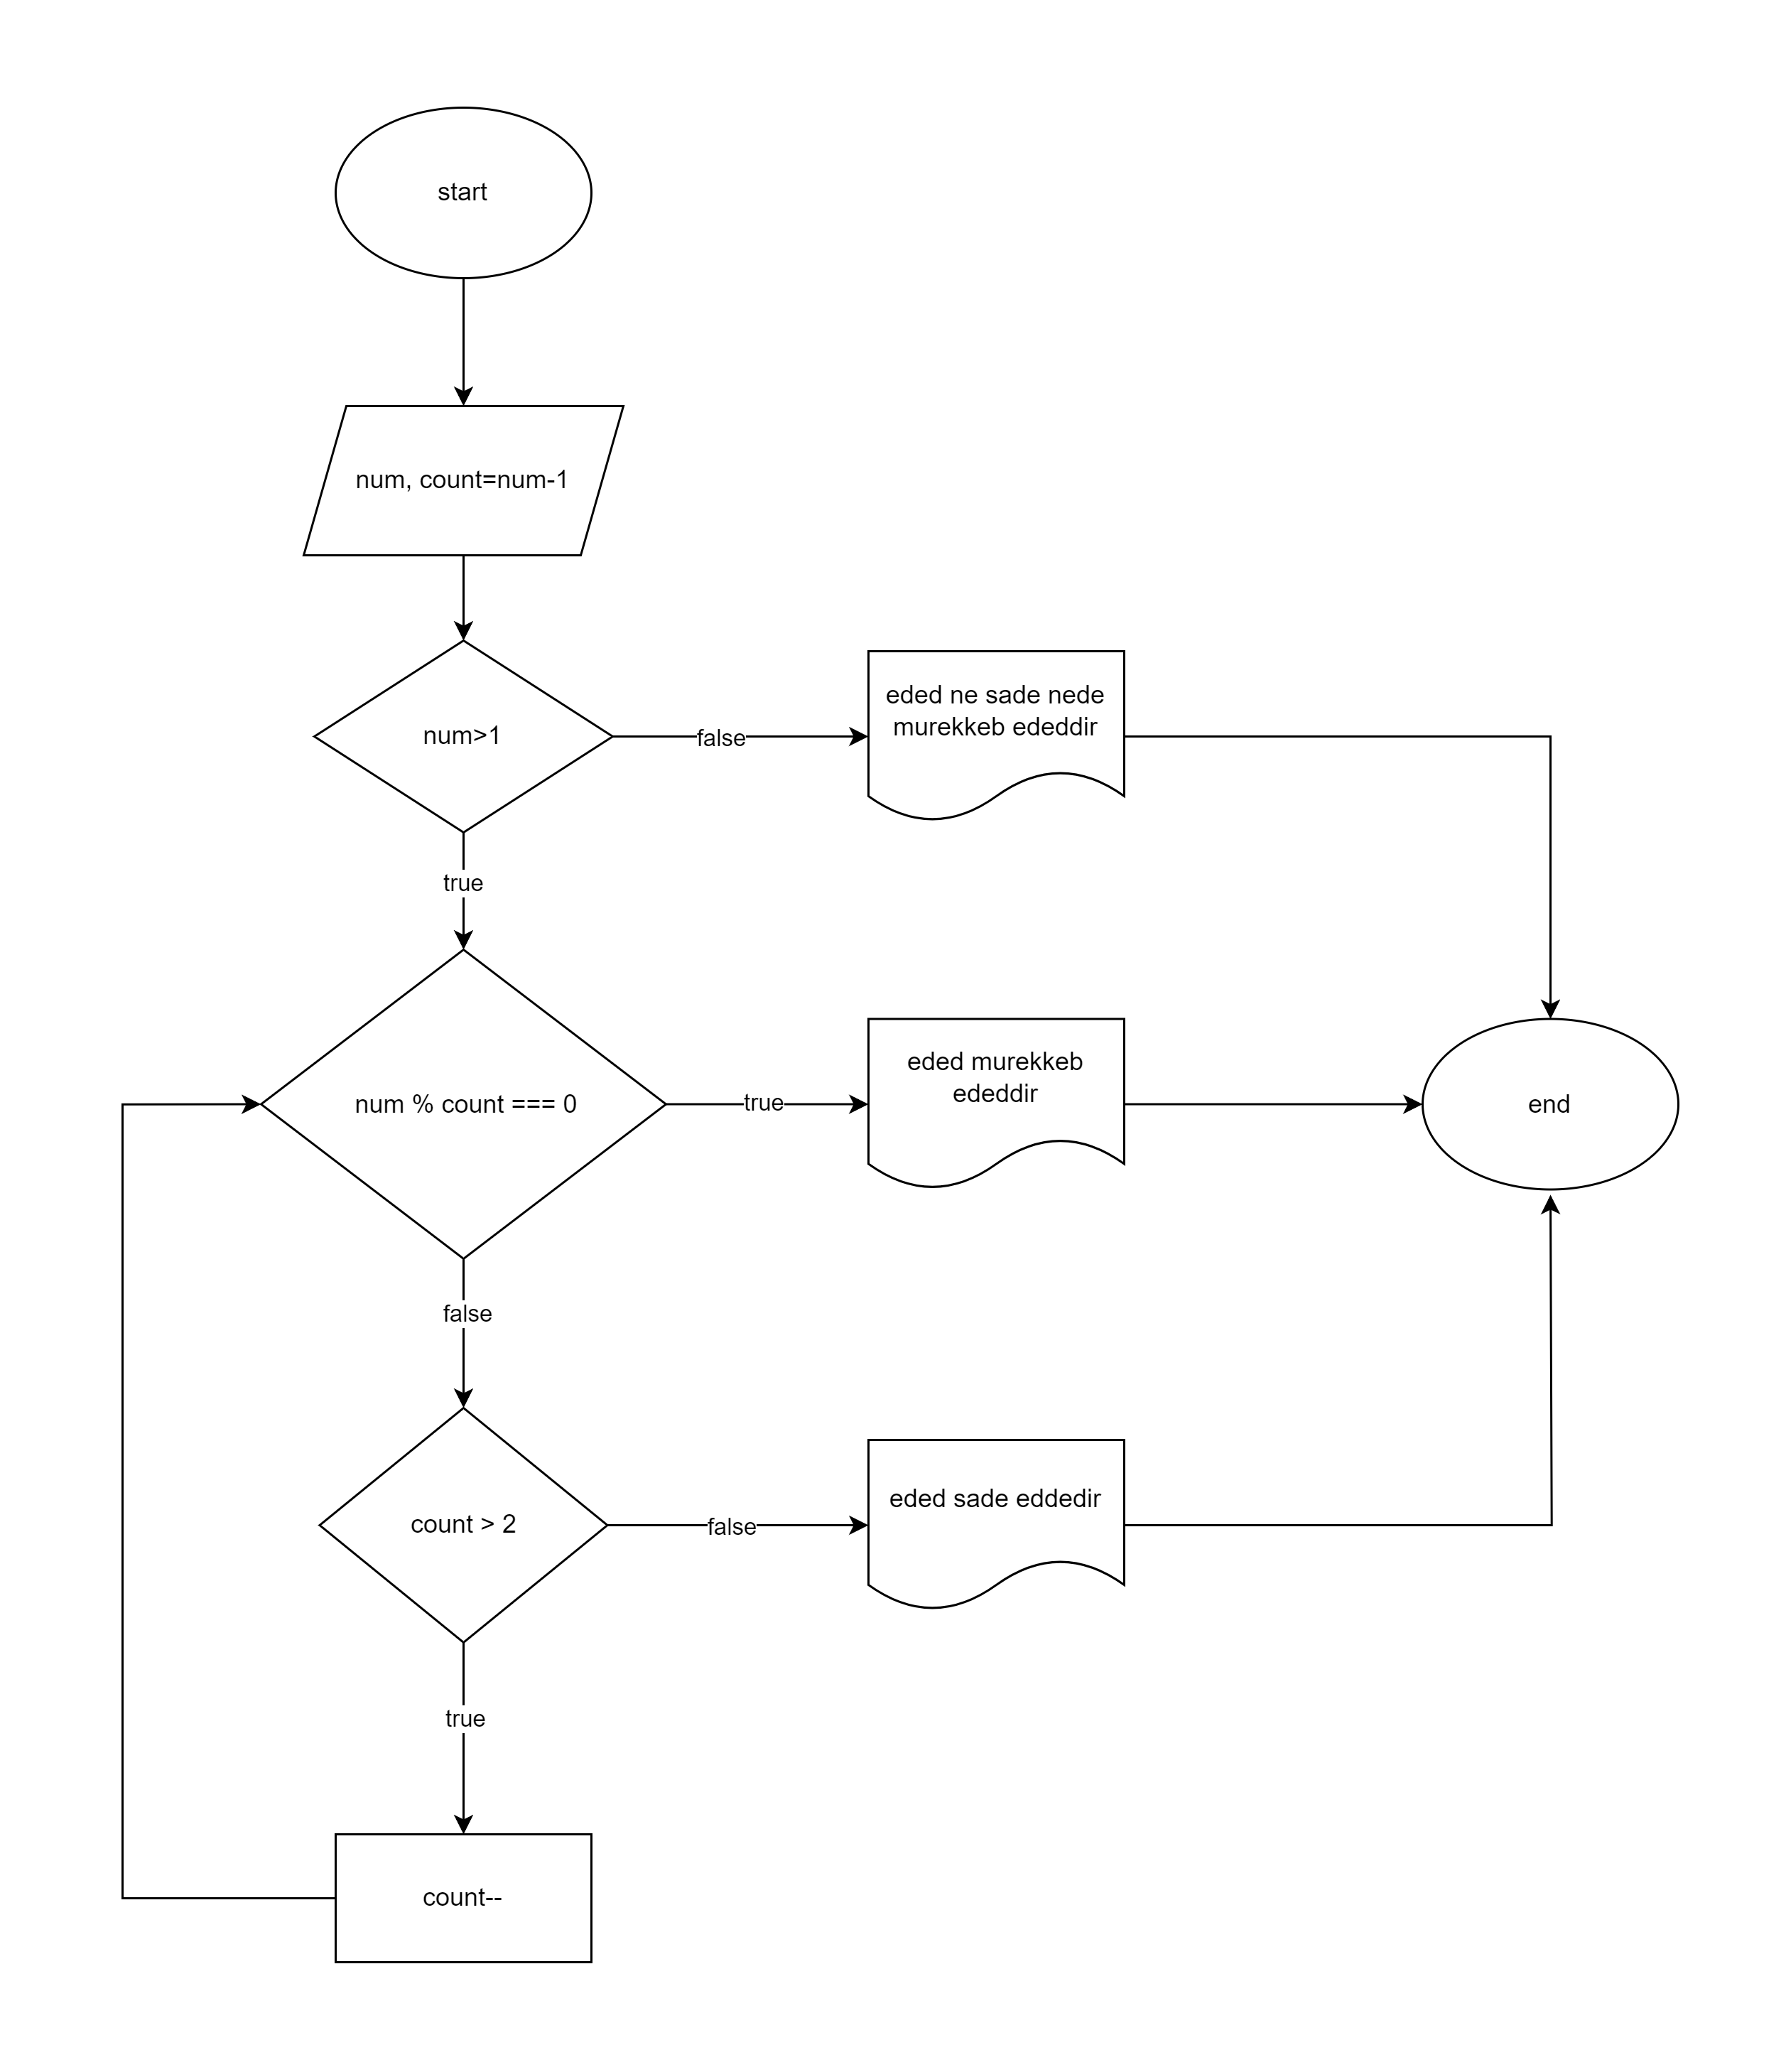 start
num, count=num-1
num>1
false
eded ne sade nede
murekkeb ededdir
true
num % count === 0
true
eded murekkeb
ededdir
end
false
count > 2
false
eded sade eddedir
true
count--